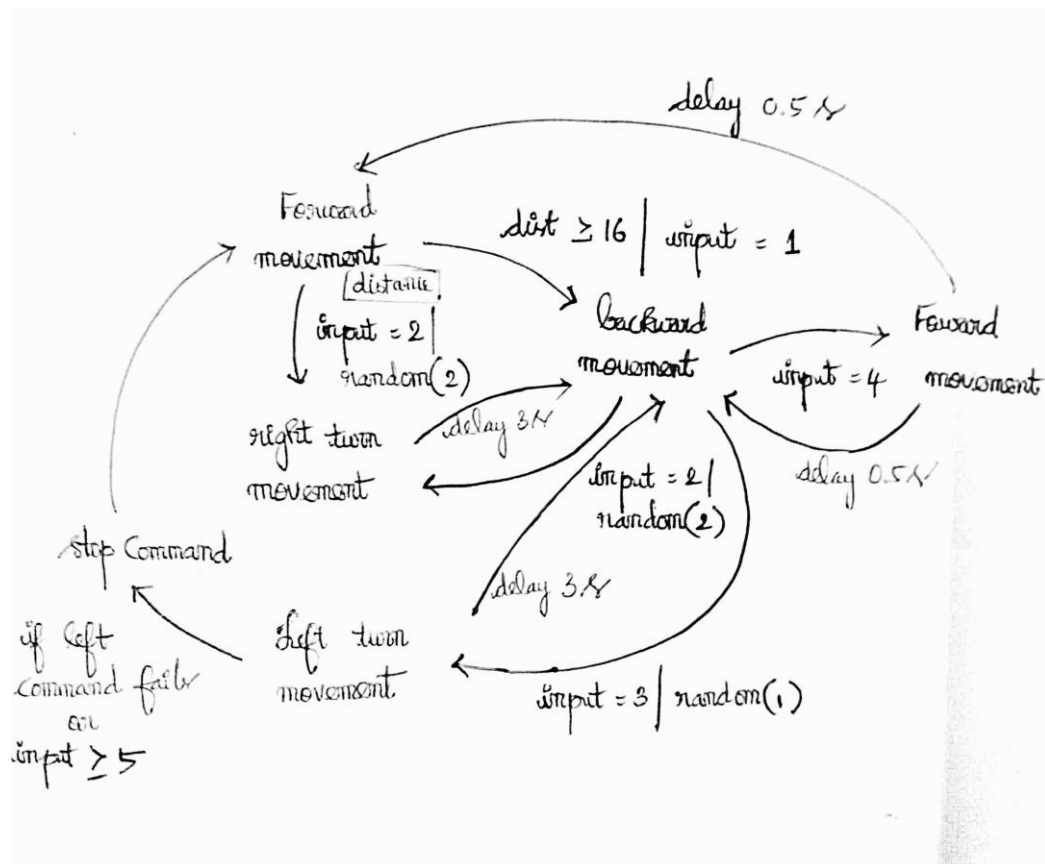 delay 0.5 s
Forward
movement
distance
dist ≥ 16 | input = 1
input = 2 |
random(2)
backward
movement
Foward
movement
input = 4
delay 0.5 s
right turn
movement
delay 3 s
input = 2 |
random(2)
stop Command
delay 3 s
if left
Command fails
or
input ≥ 5
Left turn
movement
input = 3 | random(1)